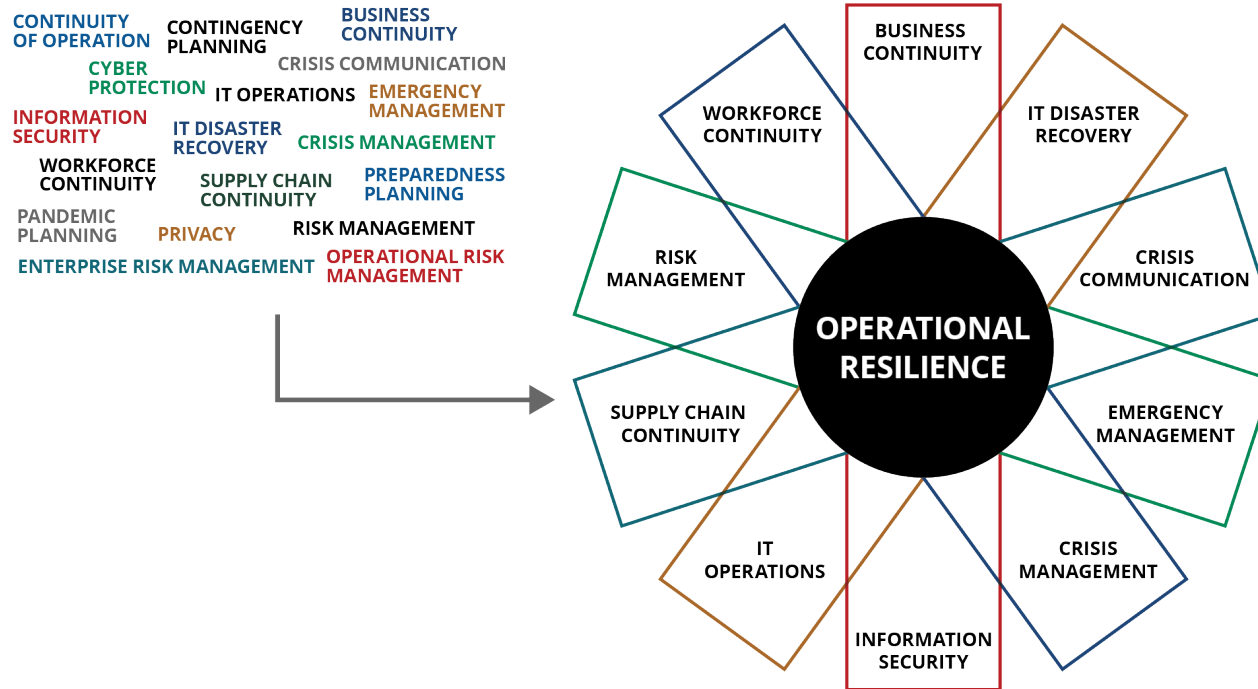 CONTINUITY
OF OPERATION
CONTINGENCY
PLANNING
BUSINESS
CONTINUITY
CYBER
PROTECTION
CRISIS COMMUNICATION
IT OPERATIONS
EMERGENCY
MANAGEMENT
INFORMATION
SECURITY
IT DISASTER
RECOVERY
CRISIS MANAGEMENT
WORKFORCE
CONTINUITY
SUPPLY CHAIN
CONTINUITY
PREPAREDNESS
PLANNING
PANDEMIC
PLANNING
PRIVACY
RISK MANAGEMENT
ENTERPRISE RISK MANAGEMENT
OPERATIONAL RISK
MANAGEMENT
BUSINESS
CONTINUITY
IT DISASTER
RECOVERY
CRISIS
COMMUNICATION
EMERGENCY
MANAGEMENT
CRISIS
MANAGEMENT
INFORMATION
SECURITY
IT
OPERATIONS
SUPPLY CHAIN
CONTINUITY
RISK
MANAGEMENT
WORKFORCE
CONTINUITY
OPERATIONAL
RESILIENCE